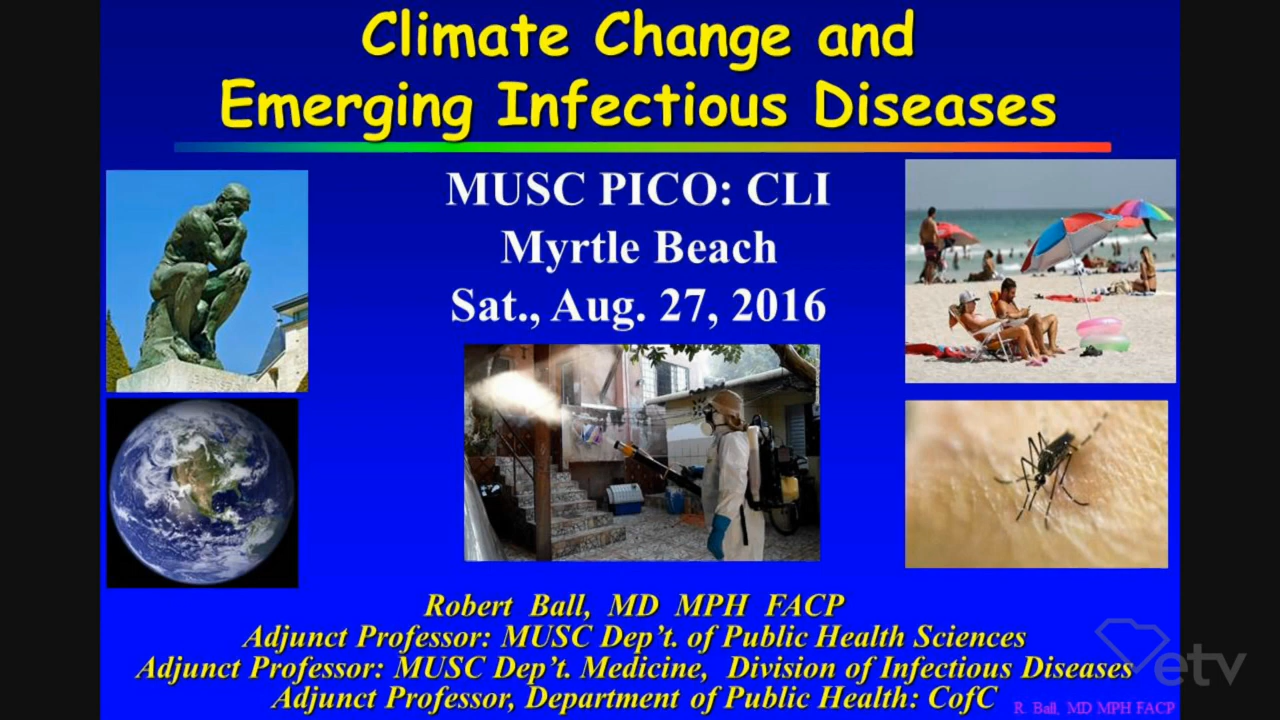 Climate Change and
Emerging Infectious Diseases
MUSC PICO: CLI
Myrtle Beach
Sat., Aug. 27, 2016
Robert Ball, MD MPH FACP
Adjunct Professor: MUSC Dep’t. of Public Health Sciences
Adjunct Professor: MUSC Dep’t. Medicine, Division of Infectious Diseases
Adjunct Professor, Department of Public Health: CofC
etv
R. Ball, MD MPH FACP